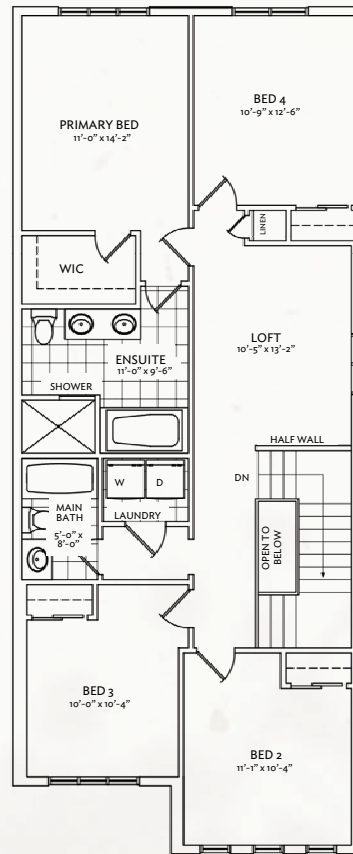 PRIMARY BED
11'-0" x 14'-2"
BED 4
10'-9" x 12'-6"
LINEN
WIC
LOFT
10'-5" x 13'-2"
ENSUITE
11'-0" x 9'-6"
SHOWER
HALF WALL
W
D
DN
LAUNDRY
MAIN
BATH
5'-0" x
8'-0"
OPEN TO
BELOW
BED 3
10'-0" x 10'-4"
BED 2
11'-1" x 10'-4"